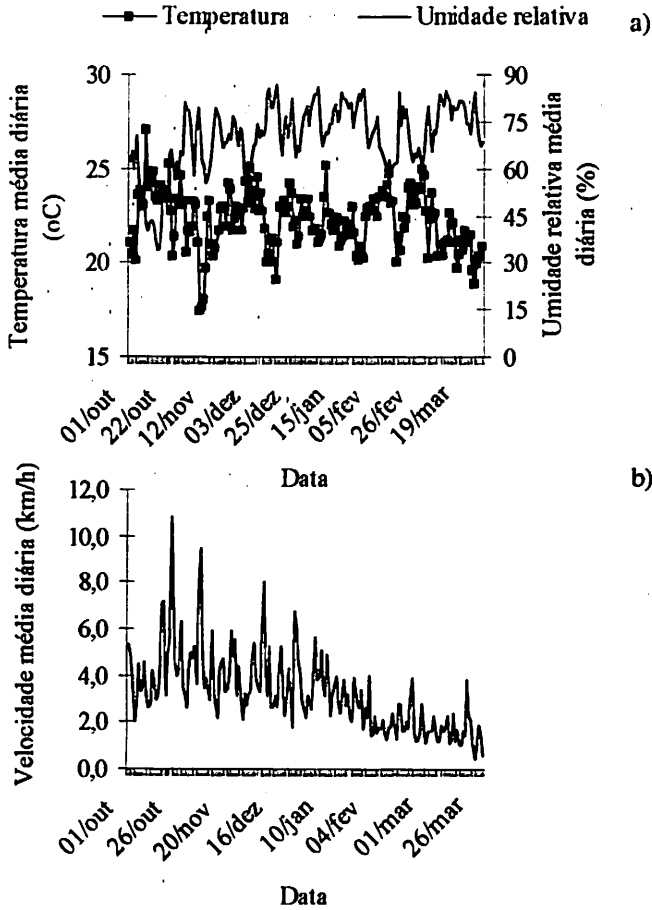 Temperatura
Umidade relativa
a)
Temperatura média diária
(oC)
30
25
20
15
90
75
60
45
30
15
0
Umidade relativa média
diária (%)
01/out
22/out
12/nov
03/dez
25/dez
15/jan
05/fev
26/fev
19/mar
Data
b)
Velocidade média diária (km/h)
12,0
10,0
8,0
6,0
4,0
2,0
0,0
01/out
26/out
20/nov
16/dez
10/jan
04/fev
01/mar
26/mar
Data